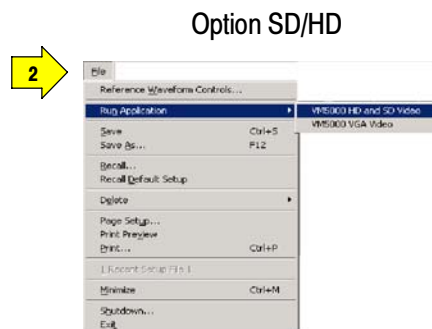 Option SD/HD
2
File
Reference Waveform Controls...
Run Application
VM5000 HD and SD Video
VM5000 VGA Video
Save Ctrl+S
Save As... F12
Recall...
Recall Default Setup
Delete
Page Setup...
Print Preview
Print... Ctrl+P
1 Recent Setup File 1
Minimize Ctrl+M
Shutdown...
Exit